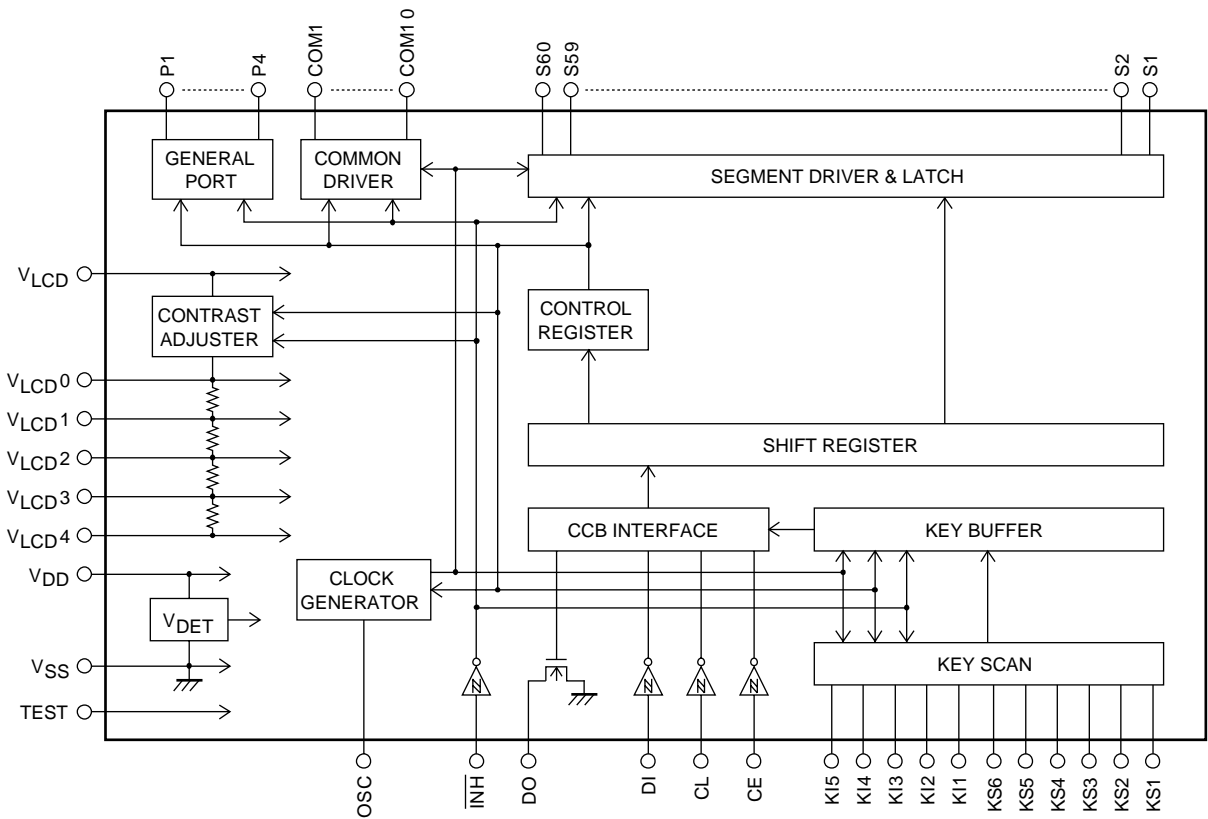 P1
P4
COM1
COM10
S60
S59
S2
S1
GENERAL
PORT
COMMON
DRIVER
SEGMENT DRIVER & LATCH
VLCD
CONTRAST
ADJUSTER
CONTROL
REGISTER
VLCD0
VLCD1
VLCD2
VLCD3
VLCD4
SHIFT REGISTER
CCB INTERFACE
KEY BUFFER
VDD
CLOCK
GENERATOR
VDET
VSS
KEY SCAN
TEST
OSC
INH
DO
DI
CL
CE
KI5
KI4
KI3
KI2
KI1
KS6
KS5
KS4
KS3
KS2
KS1